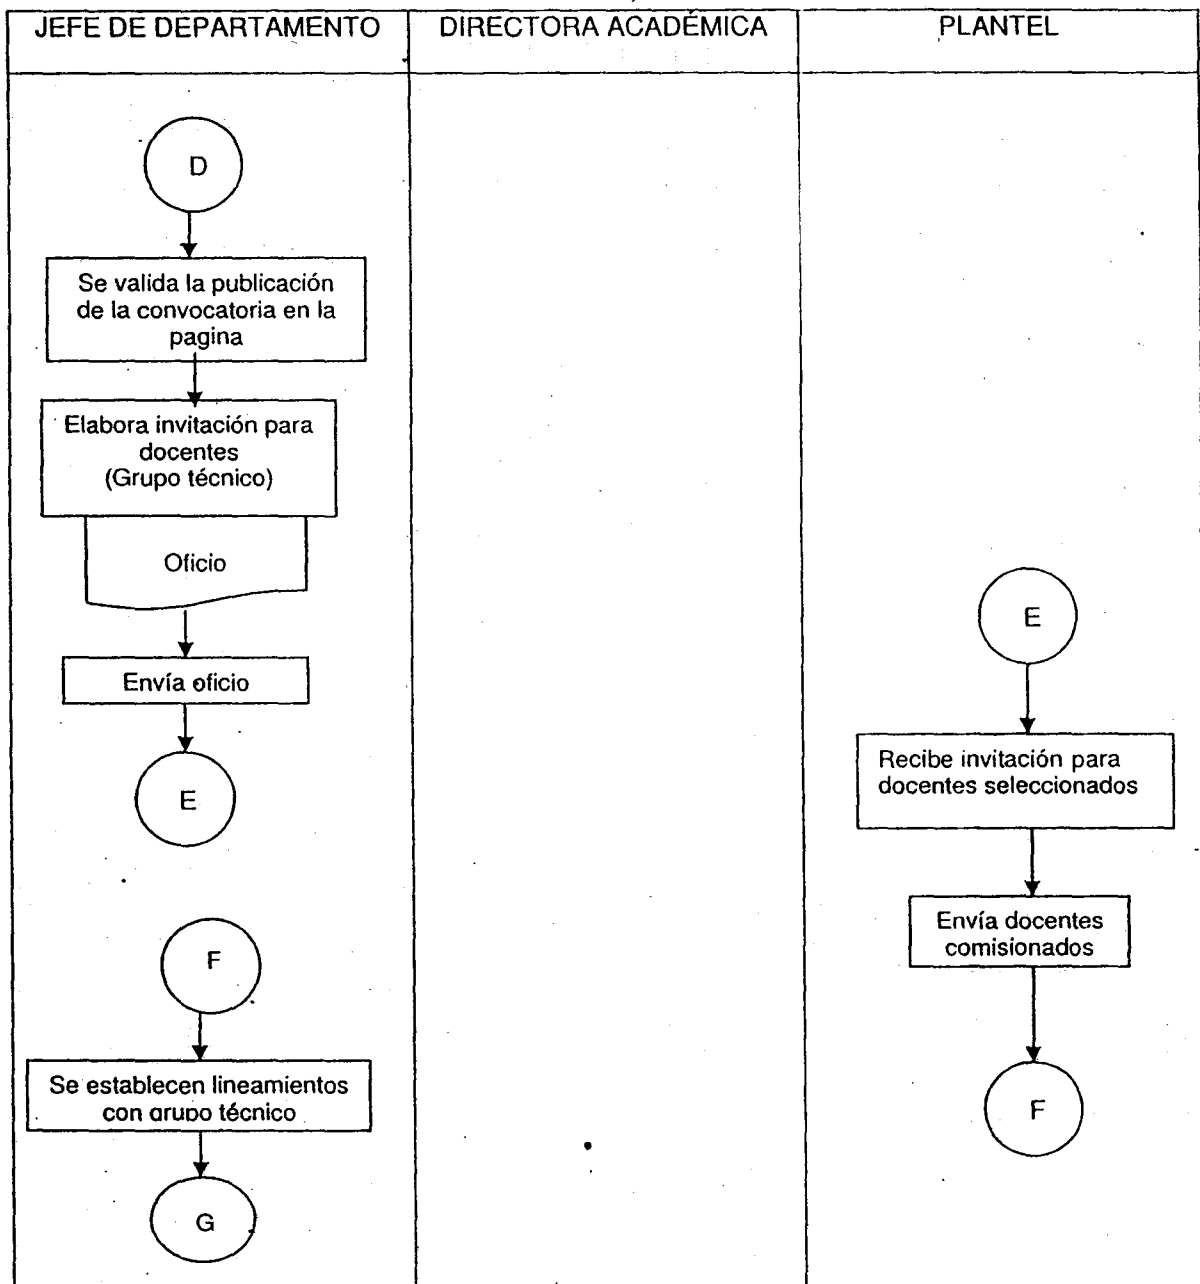 JEFE DE DEPARTAMENTO
DIRECTORA ACADÉMICA
PLANTEL
D
Se valida la publicación
de la convocatoria en la
pagina
Elabora invitación para
docentes
(Grupo técnico)
Oficio
Envía oficio
E
F
Se establecen lineamientos
con grupo técnico
G
E
Recibe invitación para
docentes seleccionados
Envía docentes
comisionados
F